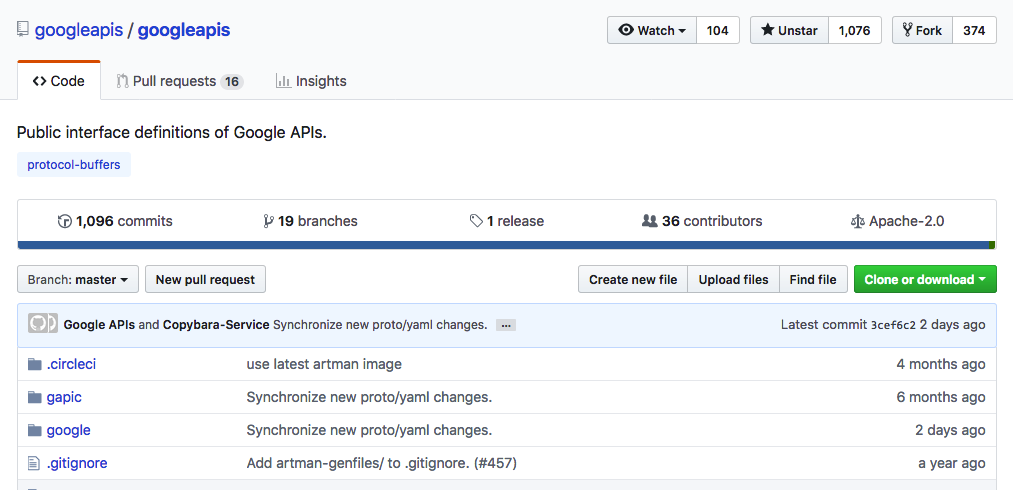 googleapis / googleapis Watch 104 Unstar 1,076 Fork 374
Code Pull requests 16 Insights
Public interface definitions of Google APIs.
protocol-buffers
1,096 commits 19 branches 1 release 36 contributors Apache-2.0
Branch: master New pull request Create new file Upload files Find file Clone or download
Google APIs and Copybara-Service Synchronize new proto/yaml changes. ... Latest commit 3cef6c2 2 days ago
.circleci use latest artman image 4 months ago
gapic Synchronize new proto/yaml changes. 6 months ago
google Synchronize new proto/yaml changes. 2 days ago
.gitignore Add artman-genfiles/ to .gitignore. (#457) a year ago